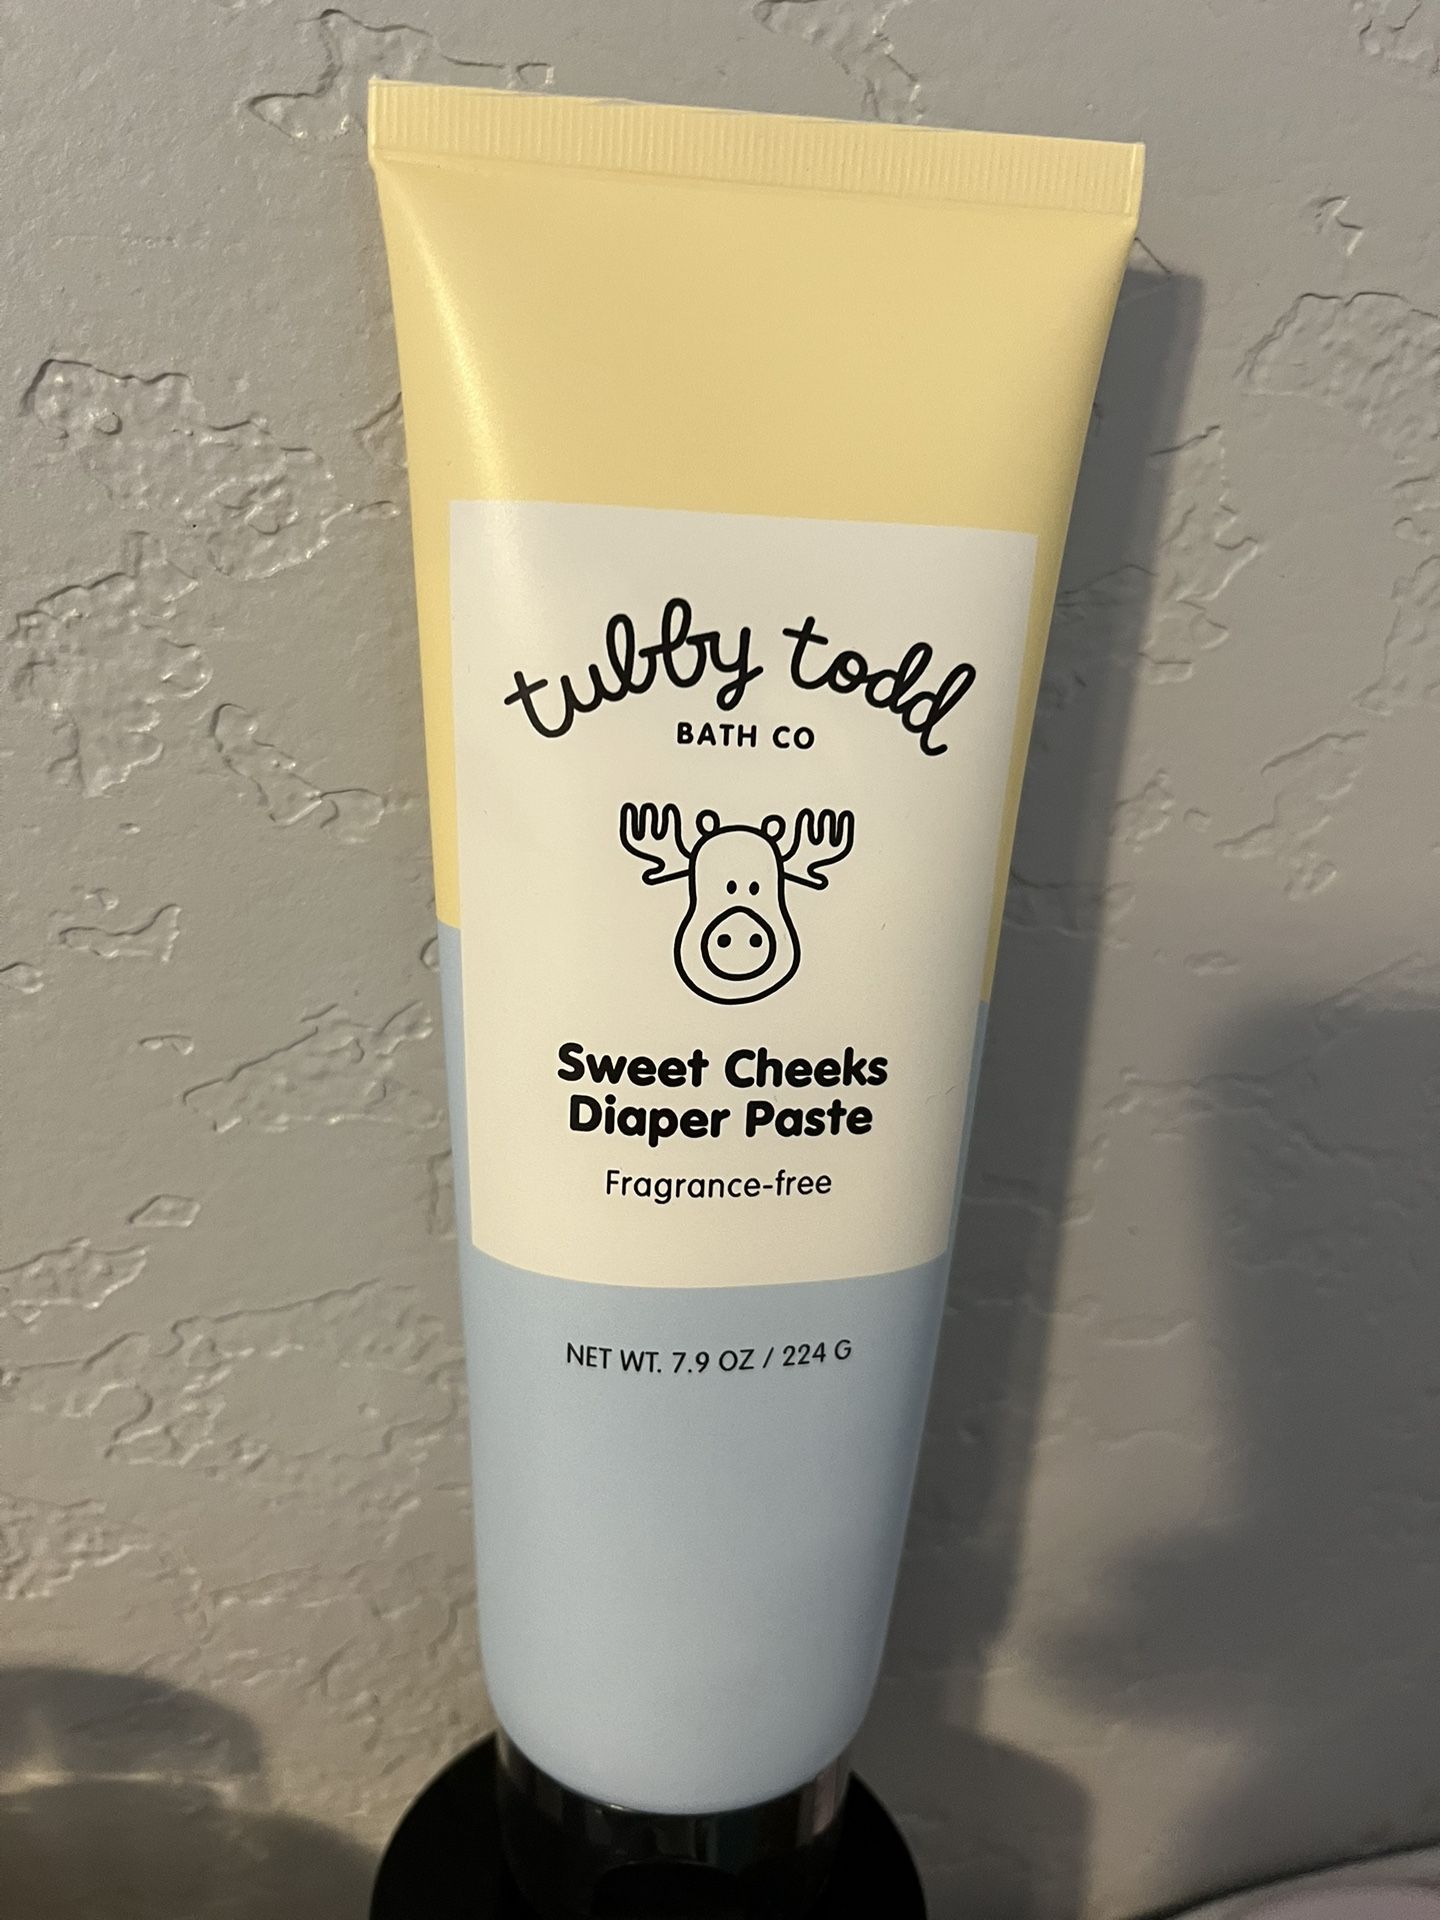 tubby todd
BATH CO
Sweet Cheeks
Diaper Paste
Fragrance-free
NET WT. 7.9 OZ / 224 G